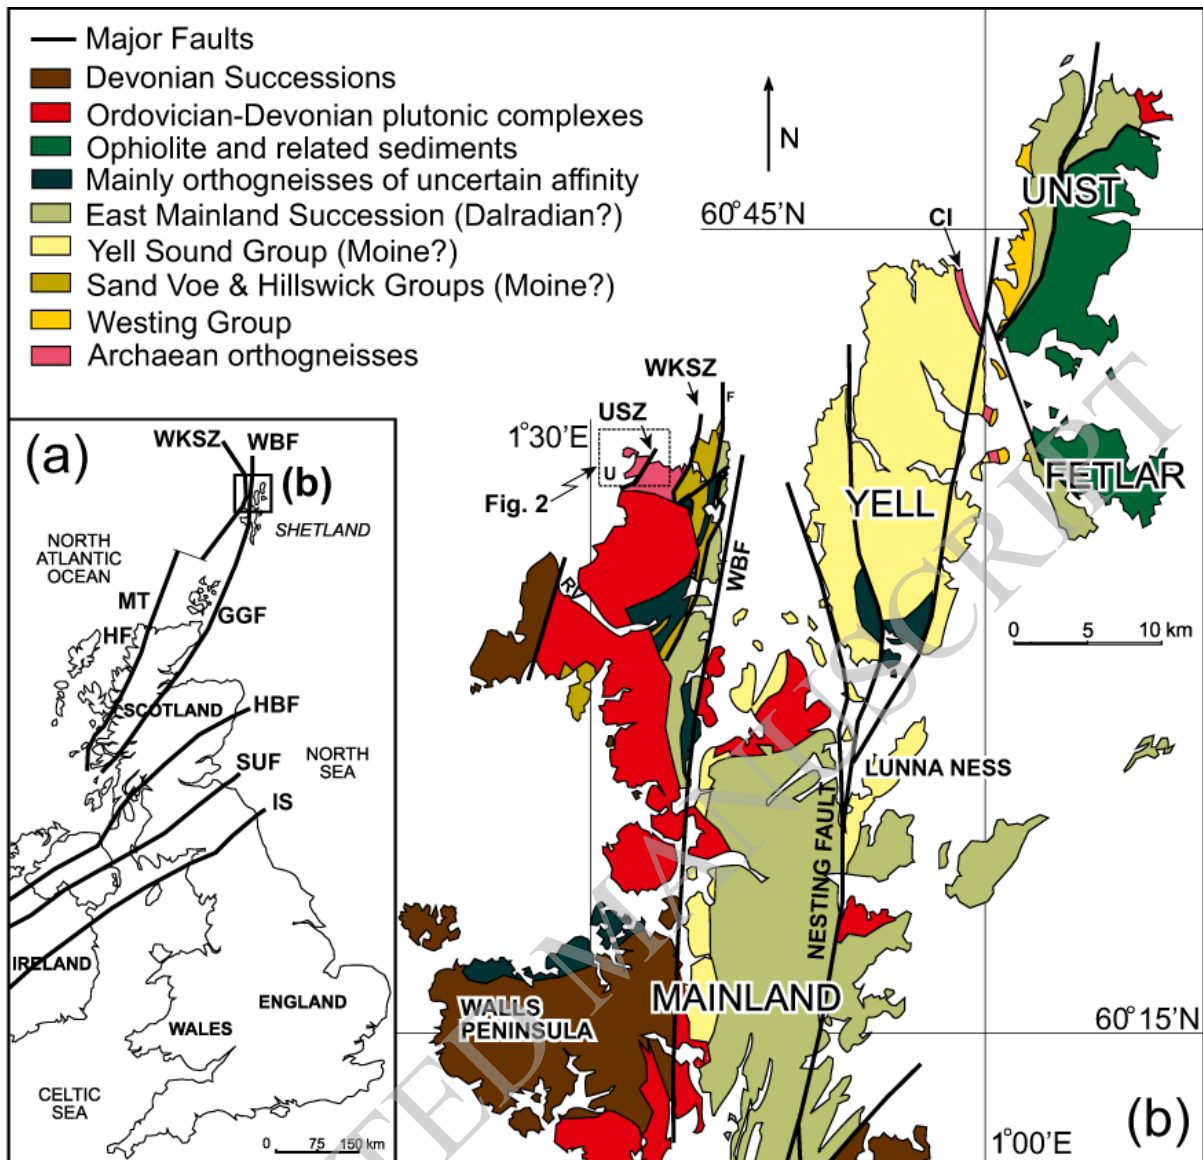 Major Faults
Devonian Successions
Ordovician-Devonian plutonic complexes
Ophiolite and related sediments
Mainly orthogneisses of uncertain affinity
East Mainland Succession (Dalradian?)
Yell Sound Group (Moine?)
Sand Voe & Hillswick Groups (Moine?)
Westing Group
Archaean orthogneisses
N
UNST
60°45'N
CI
WKSZ
F
USZ
1°30'E
U
Fig. 2
FETLAR
YELL
WBF
RV
0 5 10 km
LUNNA NESS
NESTING FAULT
MAINLAND
WALLS
PENINSULA
60°15'N
1°00'E
(b)
(a)
WKSZ
WBF
(b)
SHETLAND
NORTH
ATLANTIC
OCEAN
MT
GGF
HF
SCOTLAND
HBF
NORTH
SEA
SUF
IS
IRELAND
ENGLAND
WALES
CELTIC
SEA
0 75 150 km
TED MANUSCRIPT